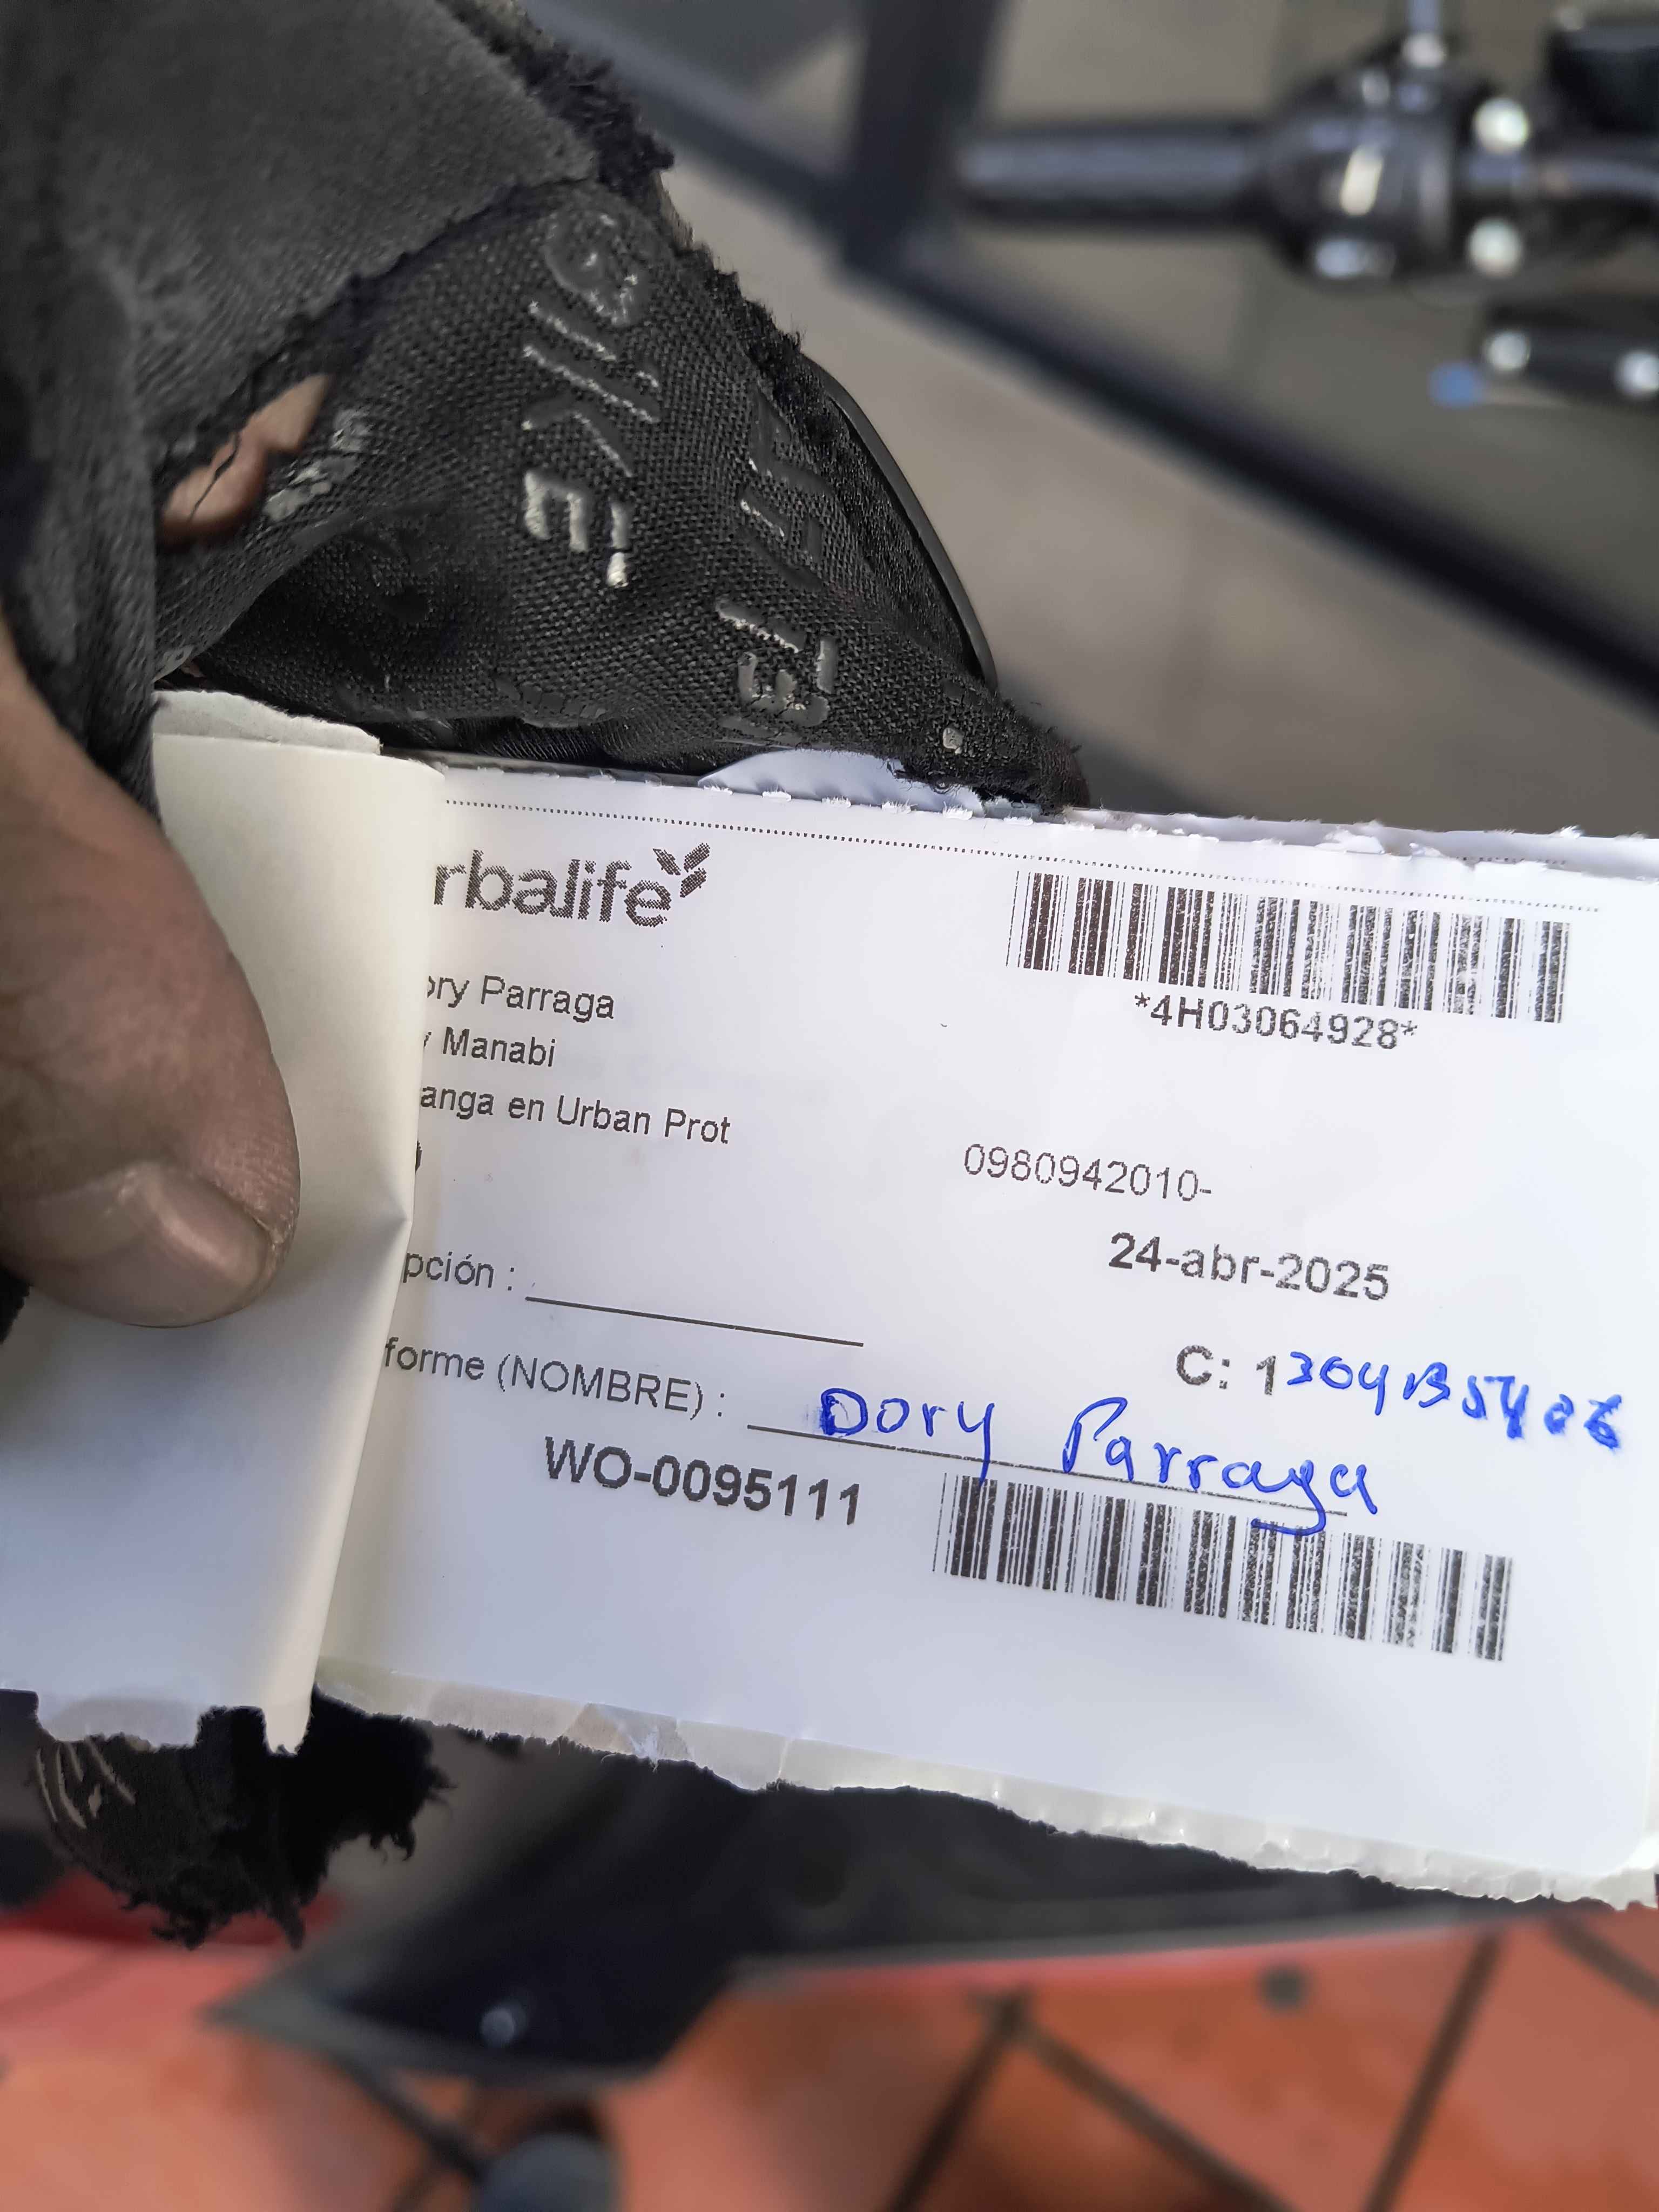 rbalife
*4H03064928*
ory Parraga
y Manabi
anga en Urban Prot
0980942010-
24-abr-2025
pción :
C: 1
forme (NOMBRE) : Dory Parraga
WO-0095111